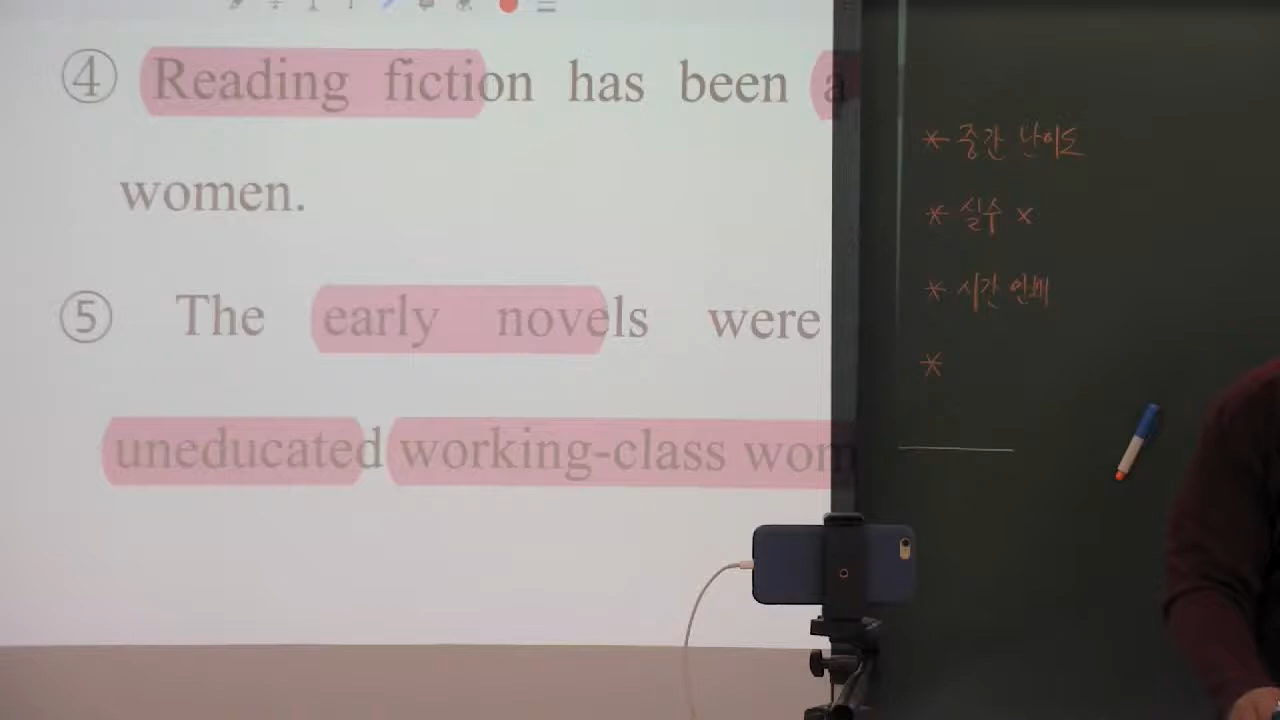 ④ Reading fiction has been a
women.
⑤ The early novels were
uneducated working-class wom
* 중간 난이도
* 실수 x
* 시간 안배
*